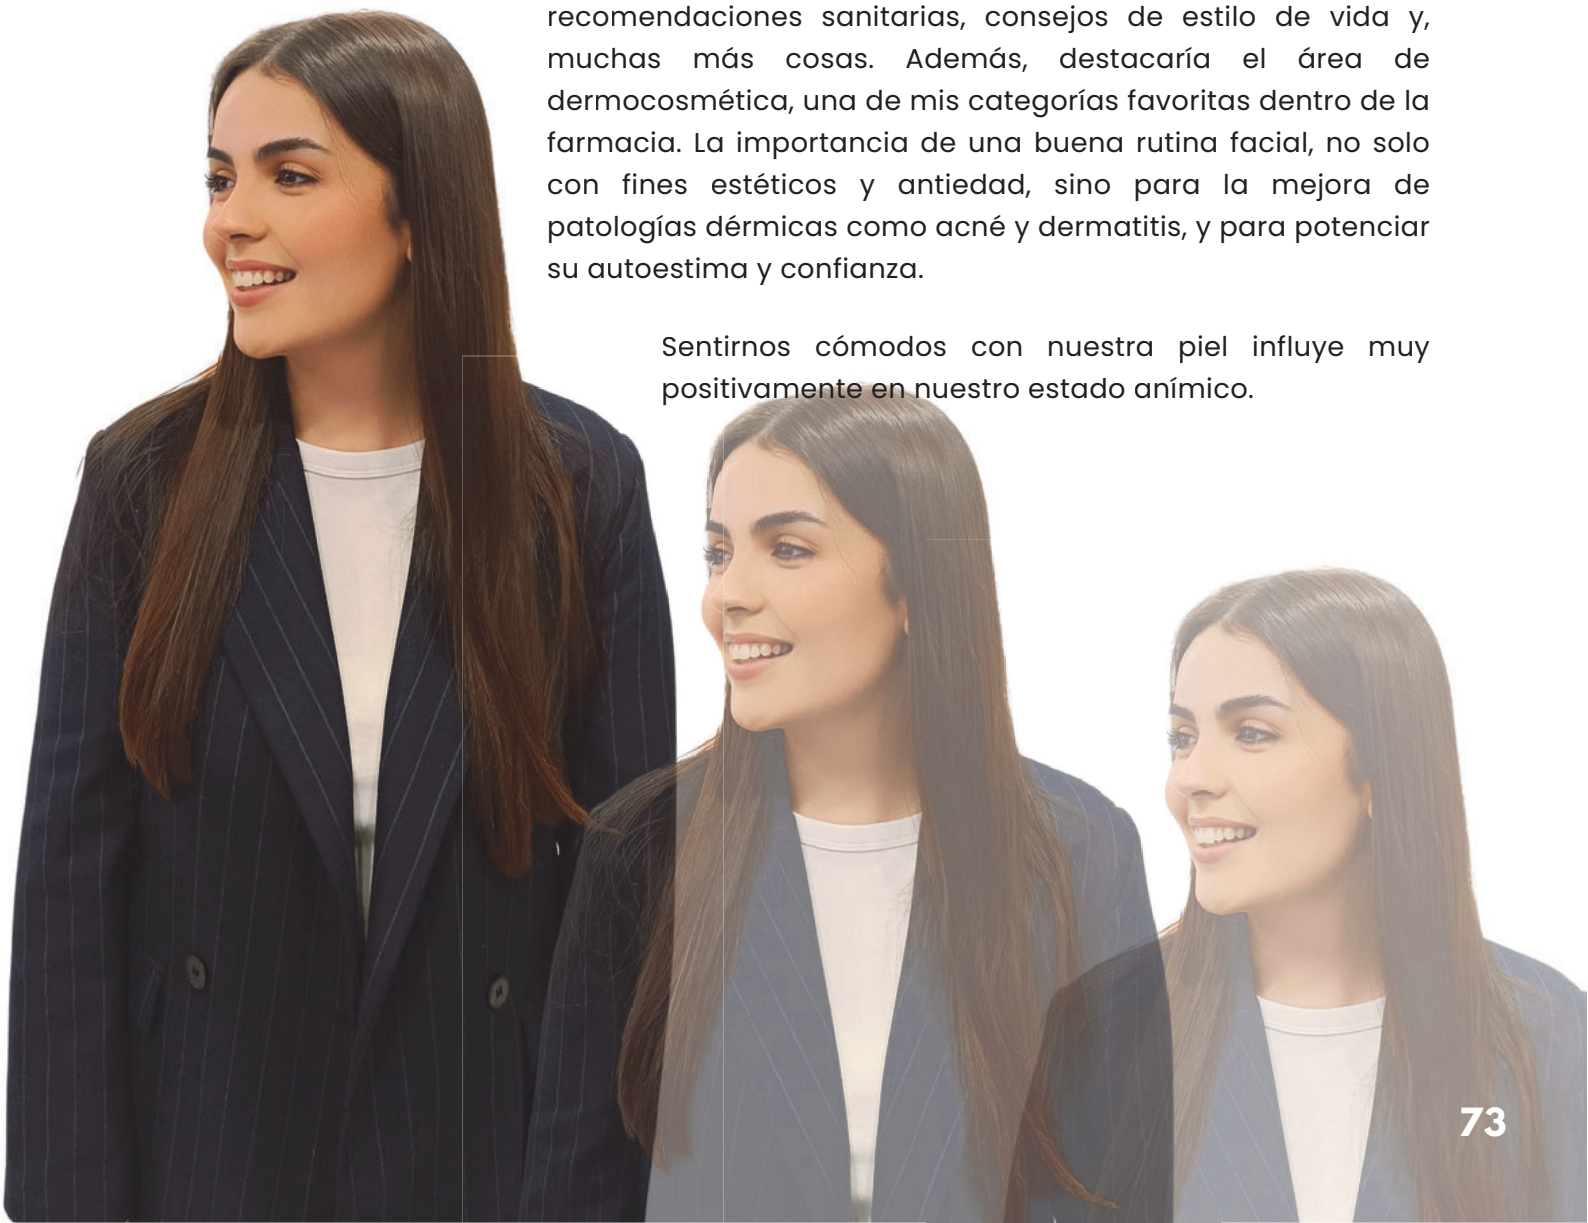 recomendaciones sanitarias, consejos de estilo de vida y,
muchas más cosas. Además, destacaría el área de
dermocosmética, una de mis categorías favoritas dentro de la
farmacia. La importancia de una buena rutina facial, no solo
con fines estéticos y antiedad, sino para la mejora de
patologías dérmicas como acné y dermatitis, y para potenciar
su autoestima y confianza.
Sentirnos cómodos con nuestra piel influye muy
positivamente en nuestro estado anímico.
73